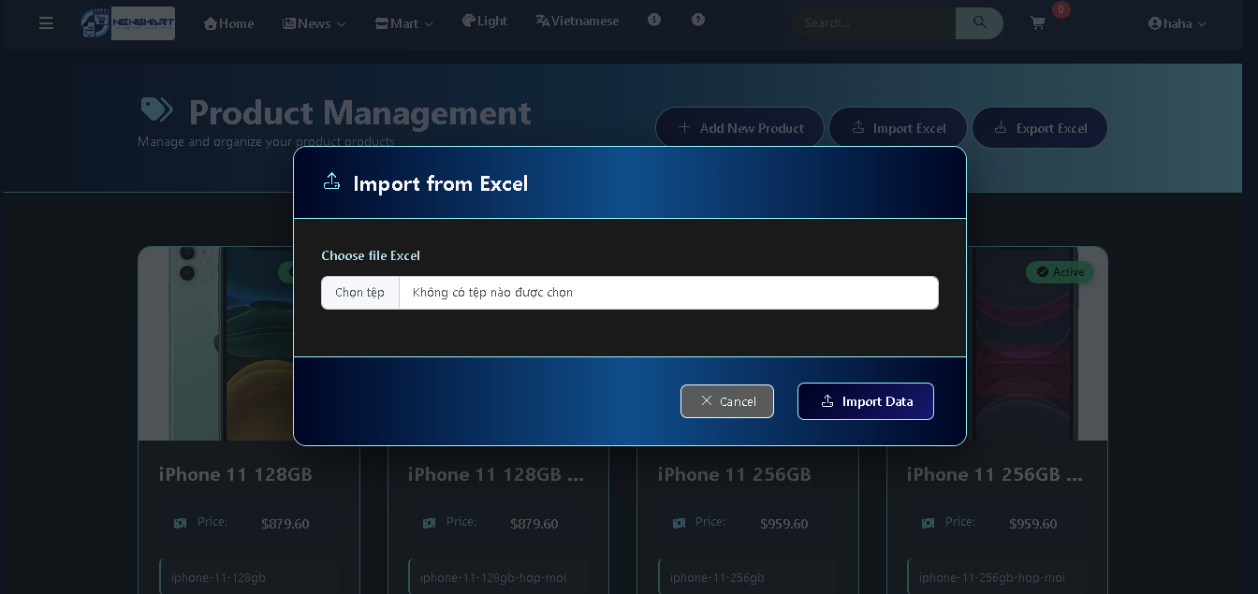 NEWSMART
Home
News
Mart
Light
Vietnamese
Search...
0
haha
Product Management
Manage and organize your product products
Add New Product
Import Excel
Export Excel
Import from Excel
Choose file Excel
Chọn tệp
Không có tệp nào được chọn
Cancel
Import Data
Active
iPhone 11 128GB
Price:
$879.60
iphone-11-128gb
iPhone 11 128GB ...
Price:
$879.60
iphone-11-128gb-hop-moi
iPhone 11 256GB
Price:
$959.60
iphone-11-256gb
iPhone 11 256GB ...
Price:
$959.60
iphone-11-256gb-hop-moi